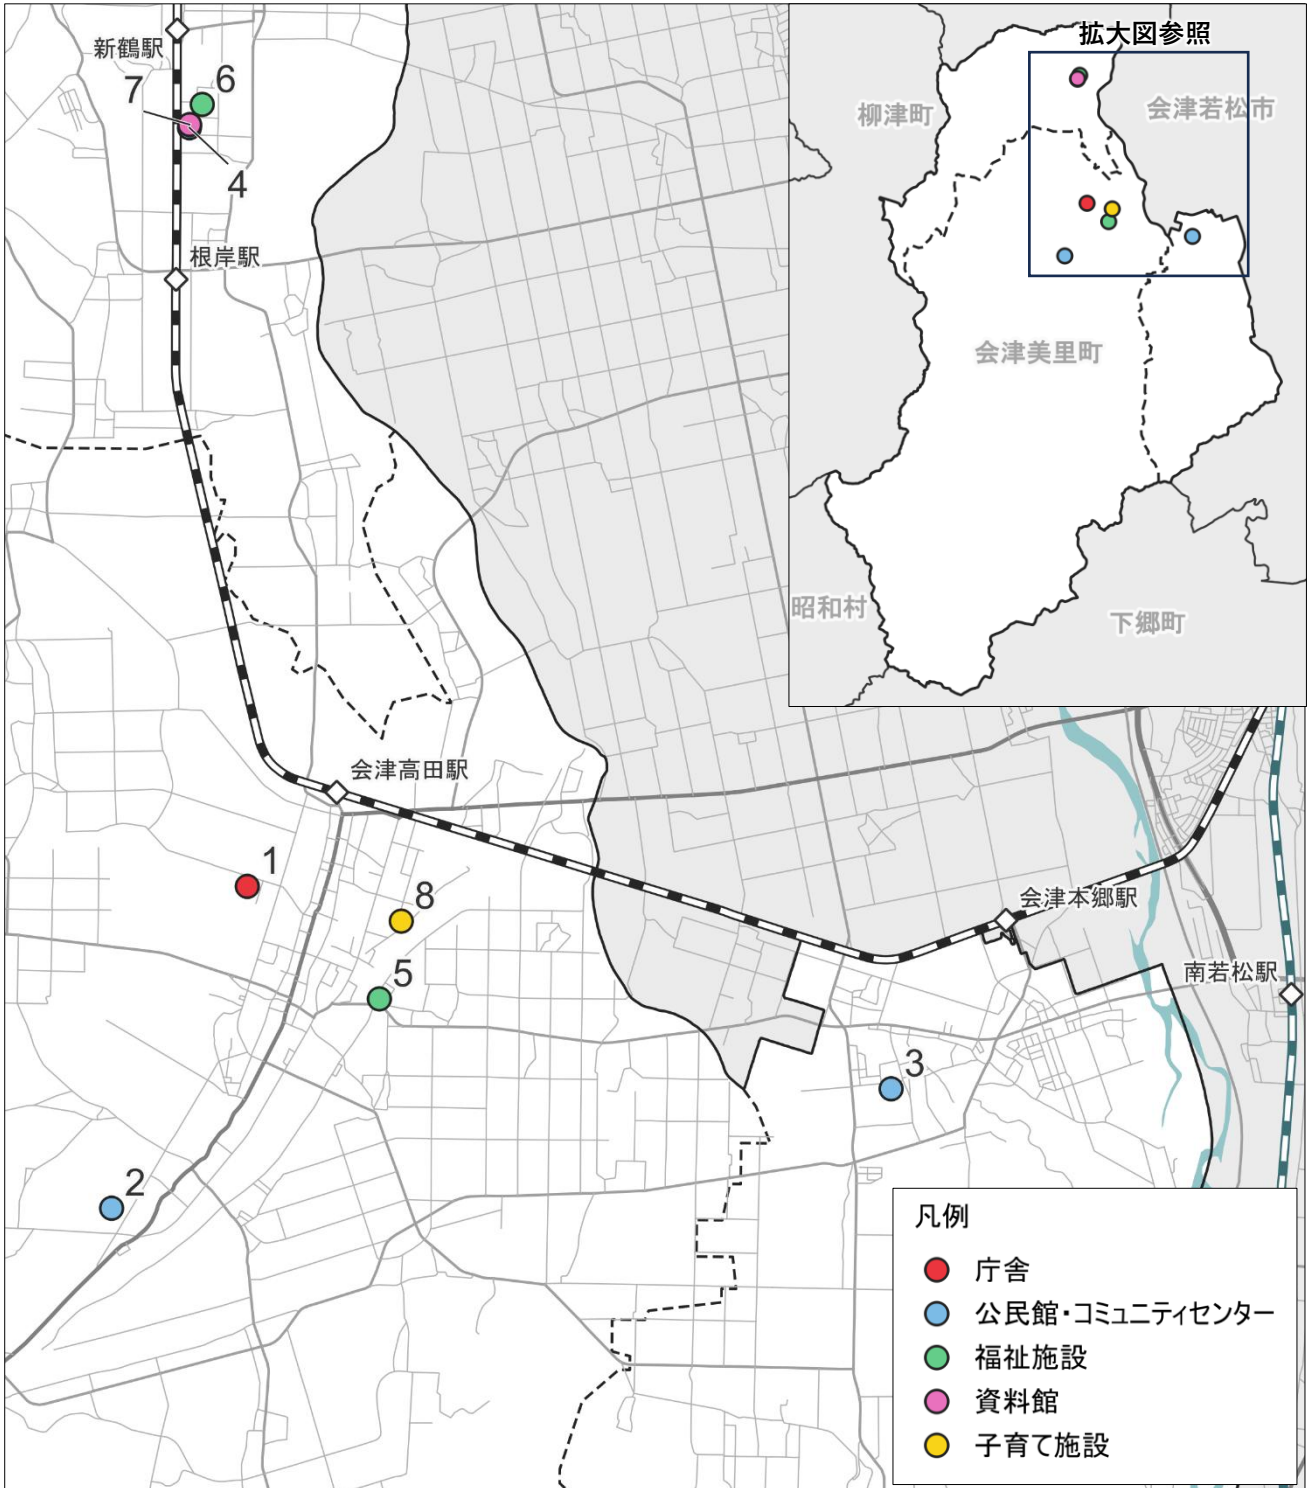 拡大図参照
新鶴駅
7
6
4
柳津町
会津若松市
根岸駅
会津美里町
昭和村
下郷町
会津高田駅
1
8
会津本郷駅
南若松駅
5
3
2
凡例
庁舎
公民館・コミュニティセンター
福祉施設
資料館
子育て施設